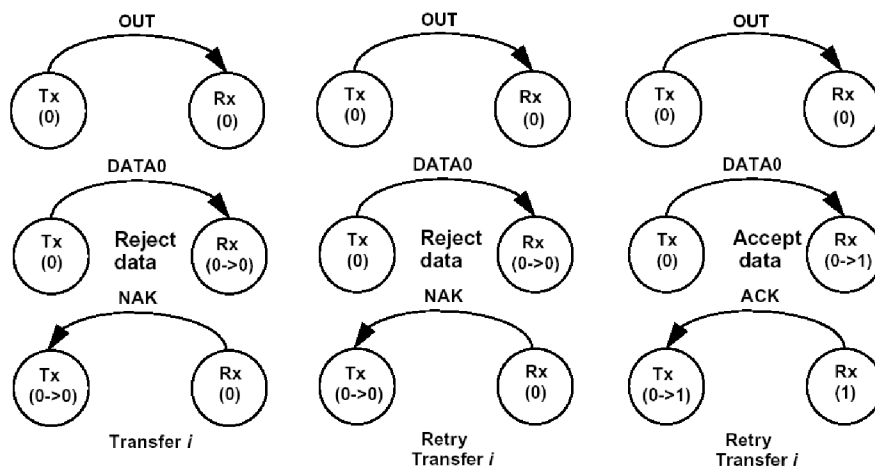 OUT OUT OUT
Tx (0) Rx (0) Tx (0) Rx (0) Tx (0) Rx (0)
DATA0 DATA0 DATA0
Tx (0) Reject data Rx (0->0) Tx (0) Reject data Rx (0->0) Tx (0) Accept data Rx (0->1)
NAK NAK ACK
Tx (0->0) Rx (0) Tx (0->0) Rx (0) Tx (0->1) Rx (1)
Transfer i Retry Transfer i Retry Transfer i